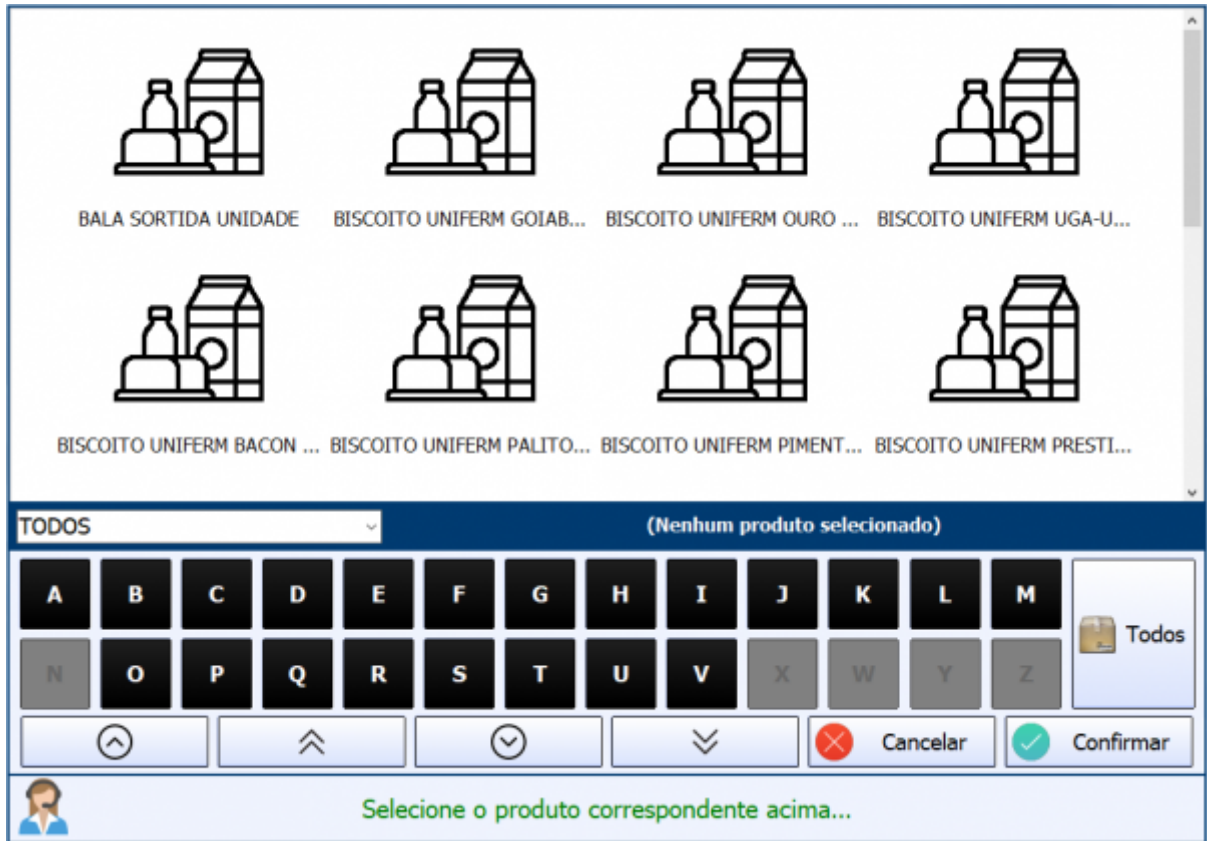 BALA SORTIDA UNIDADE BISCOITO UNIFERM GOIAB... BISCOITO UNIFERM OURO ... BISCOITO UNIFERM UGA-U...
BISCOITO UNIFERM BACON ... BISCOITO UNIFERM PALITO... BISCOITO UNIFERM PIMENT... BISCOITO UNIFERM PRESTI...
TODOS (Nenhum produto selecionado)
A B C D E F G H I J K L M
Todos
N O P Q R S T U V X W Y Z
Cancelar Confirmar
Selecione o produto correspondente acima...